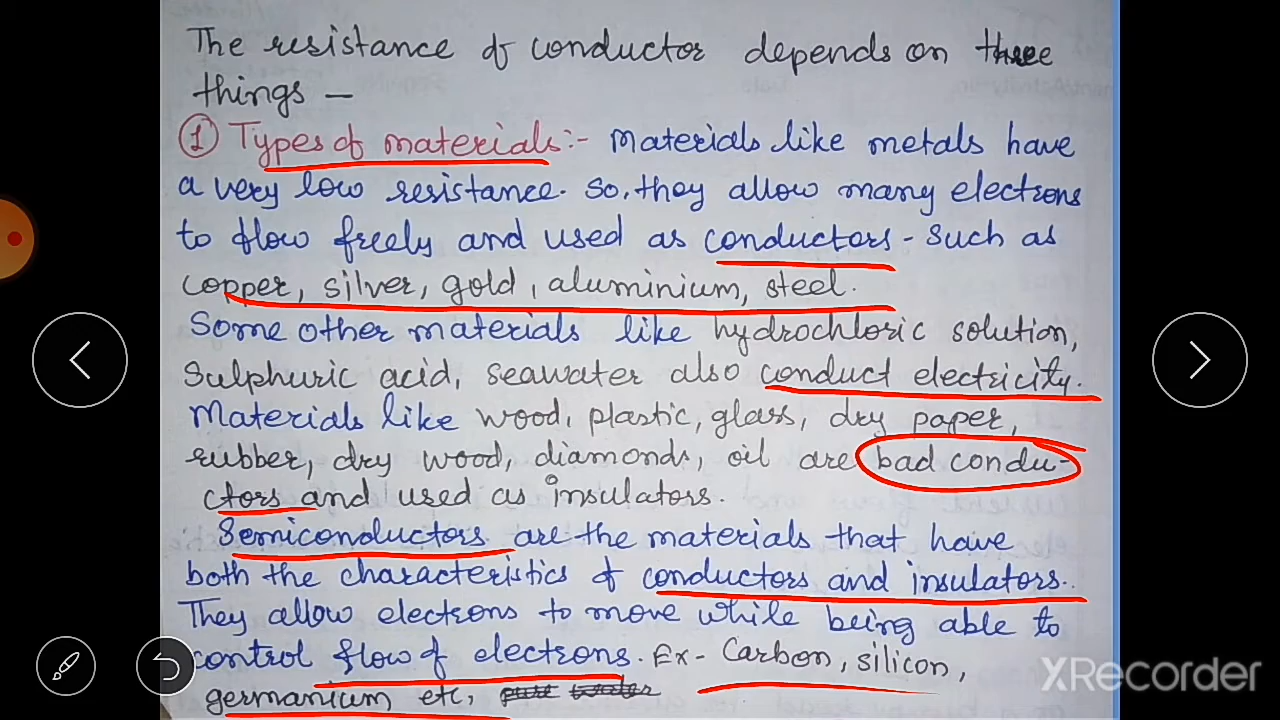 The resistance of conductor depends on three
things —
① Types of materials :- Materials like metals have
a very low resistance. So, they allow many electrons
to flow freely and used as conductors - such as
copper, silver, gold, aluminium, steel.
Some other materials like hydrochloric solution,
Sulphuric acid, seawater also conduct electricity.
Materials like wood, plastic, glass, dry paper,
rubber, dry wood, diamonds, oil are bad condu-
ctors and used as insulators.
Semiconductors are the materials that have
both the characteristics of conductors and insulators.
They allow electrons to move while being able to
control flow of electrons. Ex- Carbon, silicon,
germanium etc, pure water
XRecorder